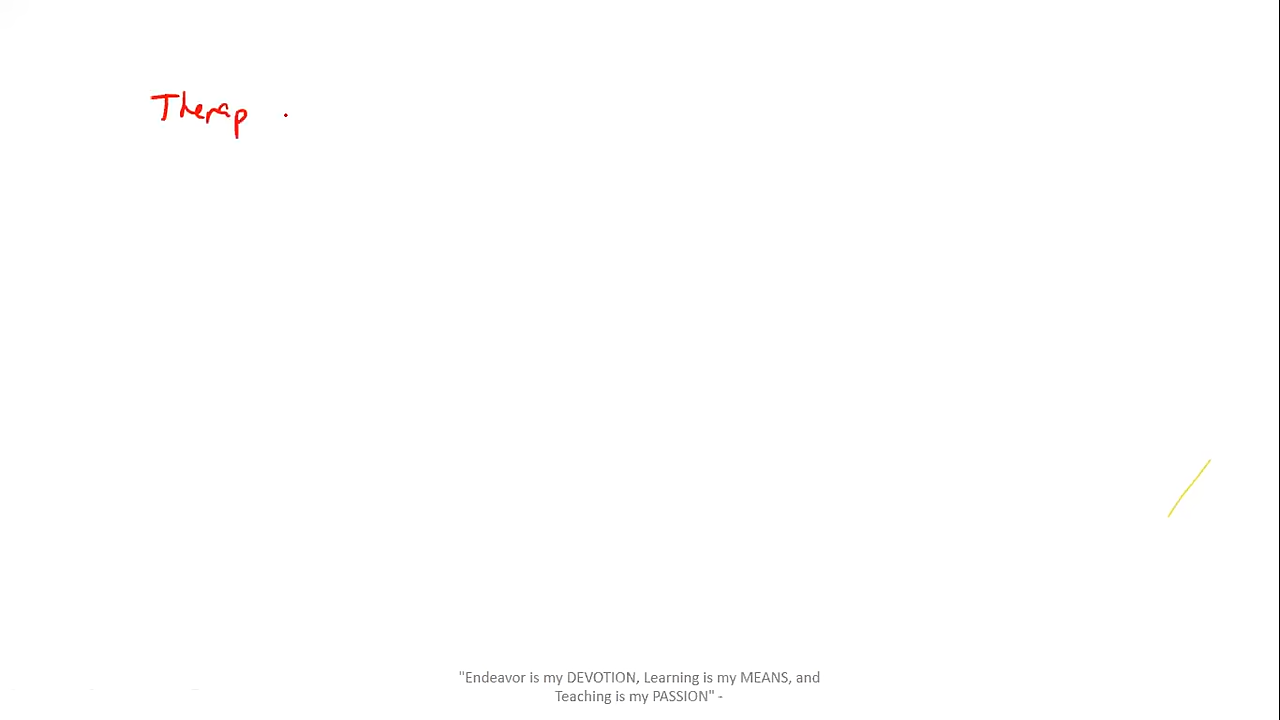 Therap .
"Endeavor is my DEVOTION, Learning is my MEANS, and
Teaching is my PASSION" -